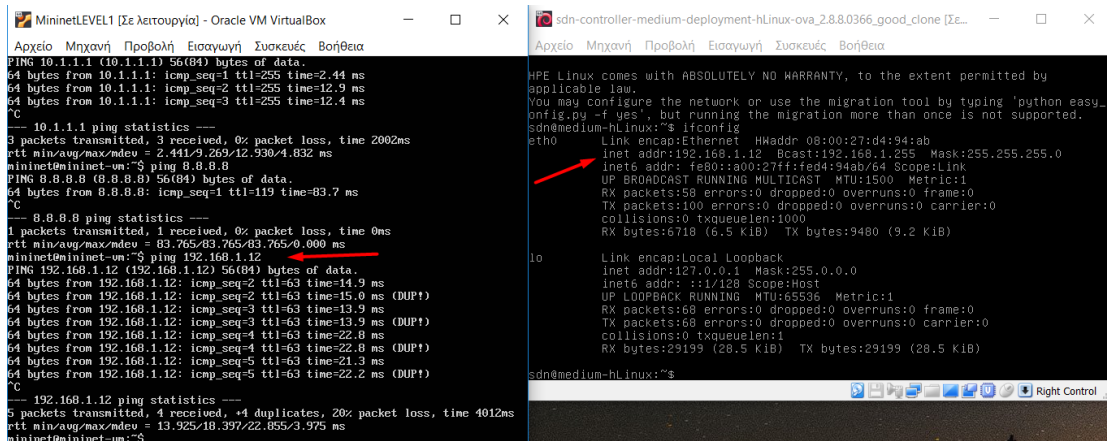 MininetLEVEL1 [Σε λειτουργία] - Oracle VM VirtualBox
Αρχείο Μηχανή Προβολή Εισαγωγή Συσκευές Βοήθεια
PING 10.1.1.1 (10.1.1.1) 56(84) bytes of data.
64 bytes from 10.1.1.1: icmp_seq=1 ttl=255 time=2.44 ms
64 bytes from 10.1.1.1: icmp_seq=2 ttl=255 time=12.9 ms
64 bytes from 10.1.1.1: icmp_seq=3 ttl=255 time=12.4 ms
^C
--- 10.1.1.1 ping statistics ---
3 packets transmitted, 3 received, 0% packet loss, time 2002ms
rtt min/avg/max/mdev = 2.441/9.269/12.930/4.832 ms
mininet@mininet-vm:~$ ping 8.8.8.8
PING 8.8.8.8 (8.8.8.8) 56(84) bytes of data.
64 bytes from 8.8.8.8: icmp_seq=1 ttl=119 time=83.7 ms
^C
--- 8.8.8.8 ping statistics ---
1 packets transmitted, 1 received, 0% packet loss, time 0ms
rtt min/avg/max/mdev = 83.765/83.765/83.765/0.000 ms
mininet@mininet-vm:~$ ping 192.168.1.12
PING 192.168.1.12 (192.168.1.12) 56(84) bytes of data.
64 bytes from 192.168.1.12: icmp_seq=2 ttl=63 time=14.9 ms
64 bytes from 192.168.1.12: icmp_seq=2 ttl=63 time=15.0 ms (DUP!)
64 bytes from 192.168.1.12: icmp_seq=3 ttl=63 time=13.9 ms
64 bytes from 192.168.1.12: icmp_seq=3 ttl=63 time=13.9 ms (DUP!)
64 bytes from 192.168.1.12: icmp_seq=4 ttl=63 time=22.8 ms
64 bytes from 192.168.1.12: icmp_seq=4 ttl=63 time=22.8 ms (DUP!)
64 bytes from 192.168.1.12: icmp_seq=5 ttl=63 time=21.3 ms
64 bytes from 192.168.1.12: icmp_seq=5 ttl=63 time=22.2 ms (DUP!)
^C
--- 192.168.1.12 ping statistics ---
5 packets transmitted, 4 received, +4 duplicates, 20% packet loss, time 4012ms
rtt min/avg/max/mdev = 13.925/18.397/22.855/3.975 ms
mininet@mininet-vm:~$
sdn-controller-medium-deployment-hLinux-ova_2.8.8.0366_good_clone [Σε...
Αρχείο Μηχανή Προβολή Εισαγωγή Συσκευές Βοήθεια
HPE Linux comes with ABSOLUTELY NO WARRANTY, to the extent permitted by
applicable law.
You may configure the network or use the migration tool by typing 'python easy_
onfig.py -f yes', but running the migration more than once is not supported.
sdn@medium-hLinux:~$ ifconfig
eth0 Link encap:Ethernet HWaddr 08:00:27:d4:94:ab
inet addr:192.168.1.12 Bcast:192.168.1.255 Mask:255.255.255.0
inet6 addr: fe80::a00:27ff:fed4:94ab/64 Scope:Link
UP BROADCAST RUNNING MULTICAST MTU:1500 Metric:1
RX packets:58 errors:0 dropped:0 overruns:0 frame:0
TX packets:100 errors:0 dropped:0 overruns:0 carrier:0
collisions:0 txqueuelen:1000
RX bytes:6718 (6.5 KiB) TX bytes:9480 (9.2 KiB)
lo Link encap:Local Loopback
inet addr:127.0.0.1 Mask:255.0.0.0
inet6 addr: ::1/128 Scope:Host
UP LOOPBACK RUNNING MTU:65536 Metric:1
RX packets:68 errors:0 dropped:0 overruns:0 frame:0
TX packets:68 errors:0 dropped:0 overruns:0 carrier:0
collisions:0 txqueuelen:1
RX bytes:29199 (28.5 KiB) TX bytes:29199 (28.5 KiB)
sdn@medium-hLinux:~$
Right Control